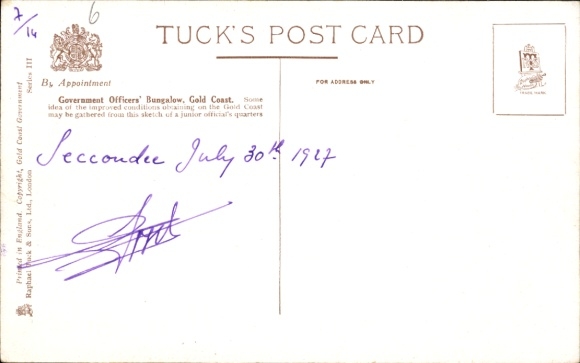 7/14
6
TUCK'S POST CARD
By Appointment
FOR ADDRESS ONLY
Government Officers' Bungalow, Gold Coast. Some
idea of the improved conditions obtaining on the Gold Coast
may be gathered from this sketch of a junior official's quarters
Seccondee July 30th 1927
Printed in England. Copyright, Gold Coast Government
Series III
Raphael Tuck & Sons, Ltd., London
TRADE MARK